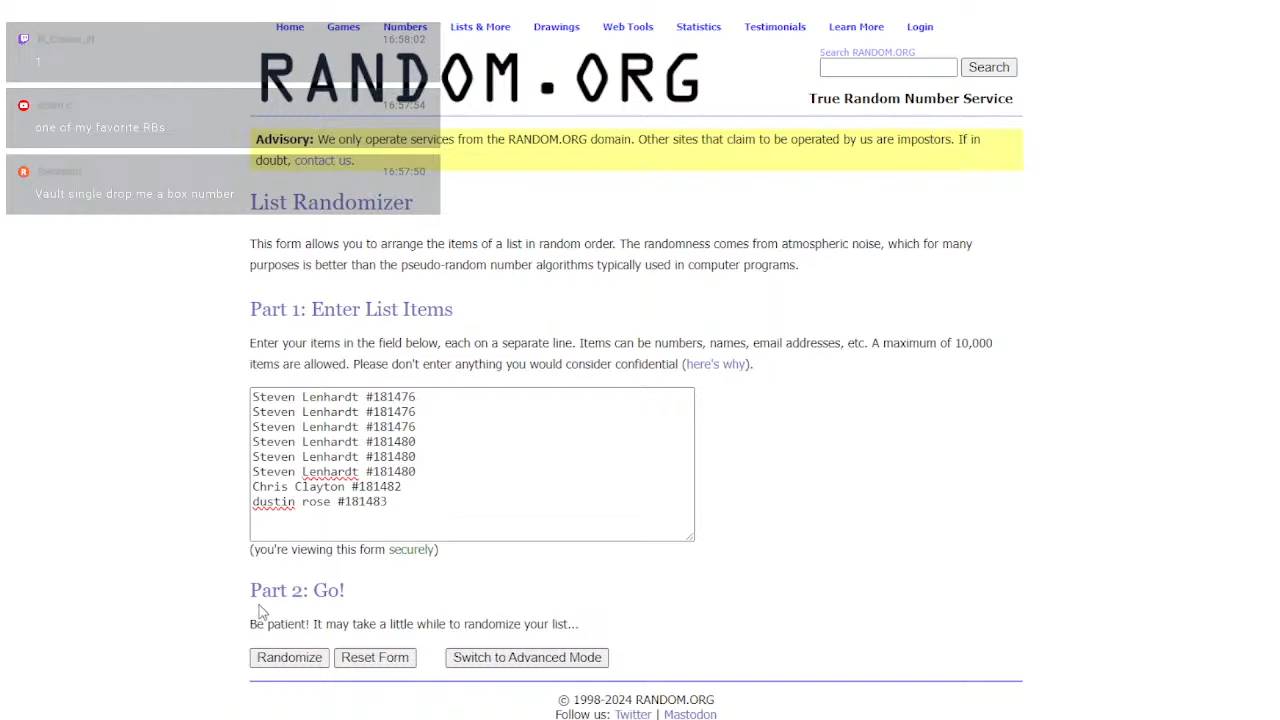 Home Games Numbers Lists & More Drawings Web Tools Statistics Testimonials Learn More Login
16:58:02
1
16:57:54
one of my favorite RBs
16:57:50
Vault single drop me a box number
RANDOM.ORG
Search RANDOM.ORG
Search
True Random Number Service
Advisory: We only operate services from the RANDOM.ORG domain. Other sites that claim to be operated by us are impostors. If in
doubt, contact us.
List Randomizer
This form allows you to arrange the items of a list in random order. The randomness comes from atmospheric noise, which for many
purposes is better than the pseudo-random number algorithms typically used in computer programs.
Part 1: Enter List Items
Enter your items in the field below, each on a separate line. Items can be numbers, names, email addresses, etc. A maximum of 10,000
items are allowed. Please don't enter anything you would consider confidential (here's why).
Steven Lenhardt #181476
Steven Lenhardt #181476
Steven Lenhardt #181476
Steven Lenhardt #181480
Steven Lenhardt #181480
Steven Lenhardt #181480
Chris Clayton #181482
dustin rose #181483
(you're viewing this form securely)
Part 2: Go!
Be patient! It may take a little while to randomize your list...
Randomize Reset Form Switch to Advanced Mode
© 1998-2024 RANDOM.ORG
Follow us: Twitter | Mastodon